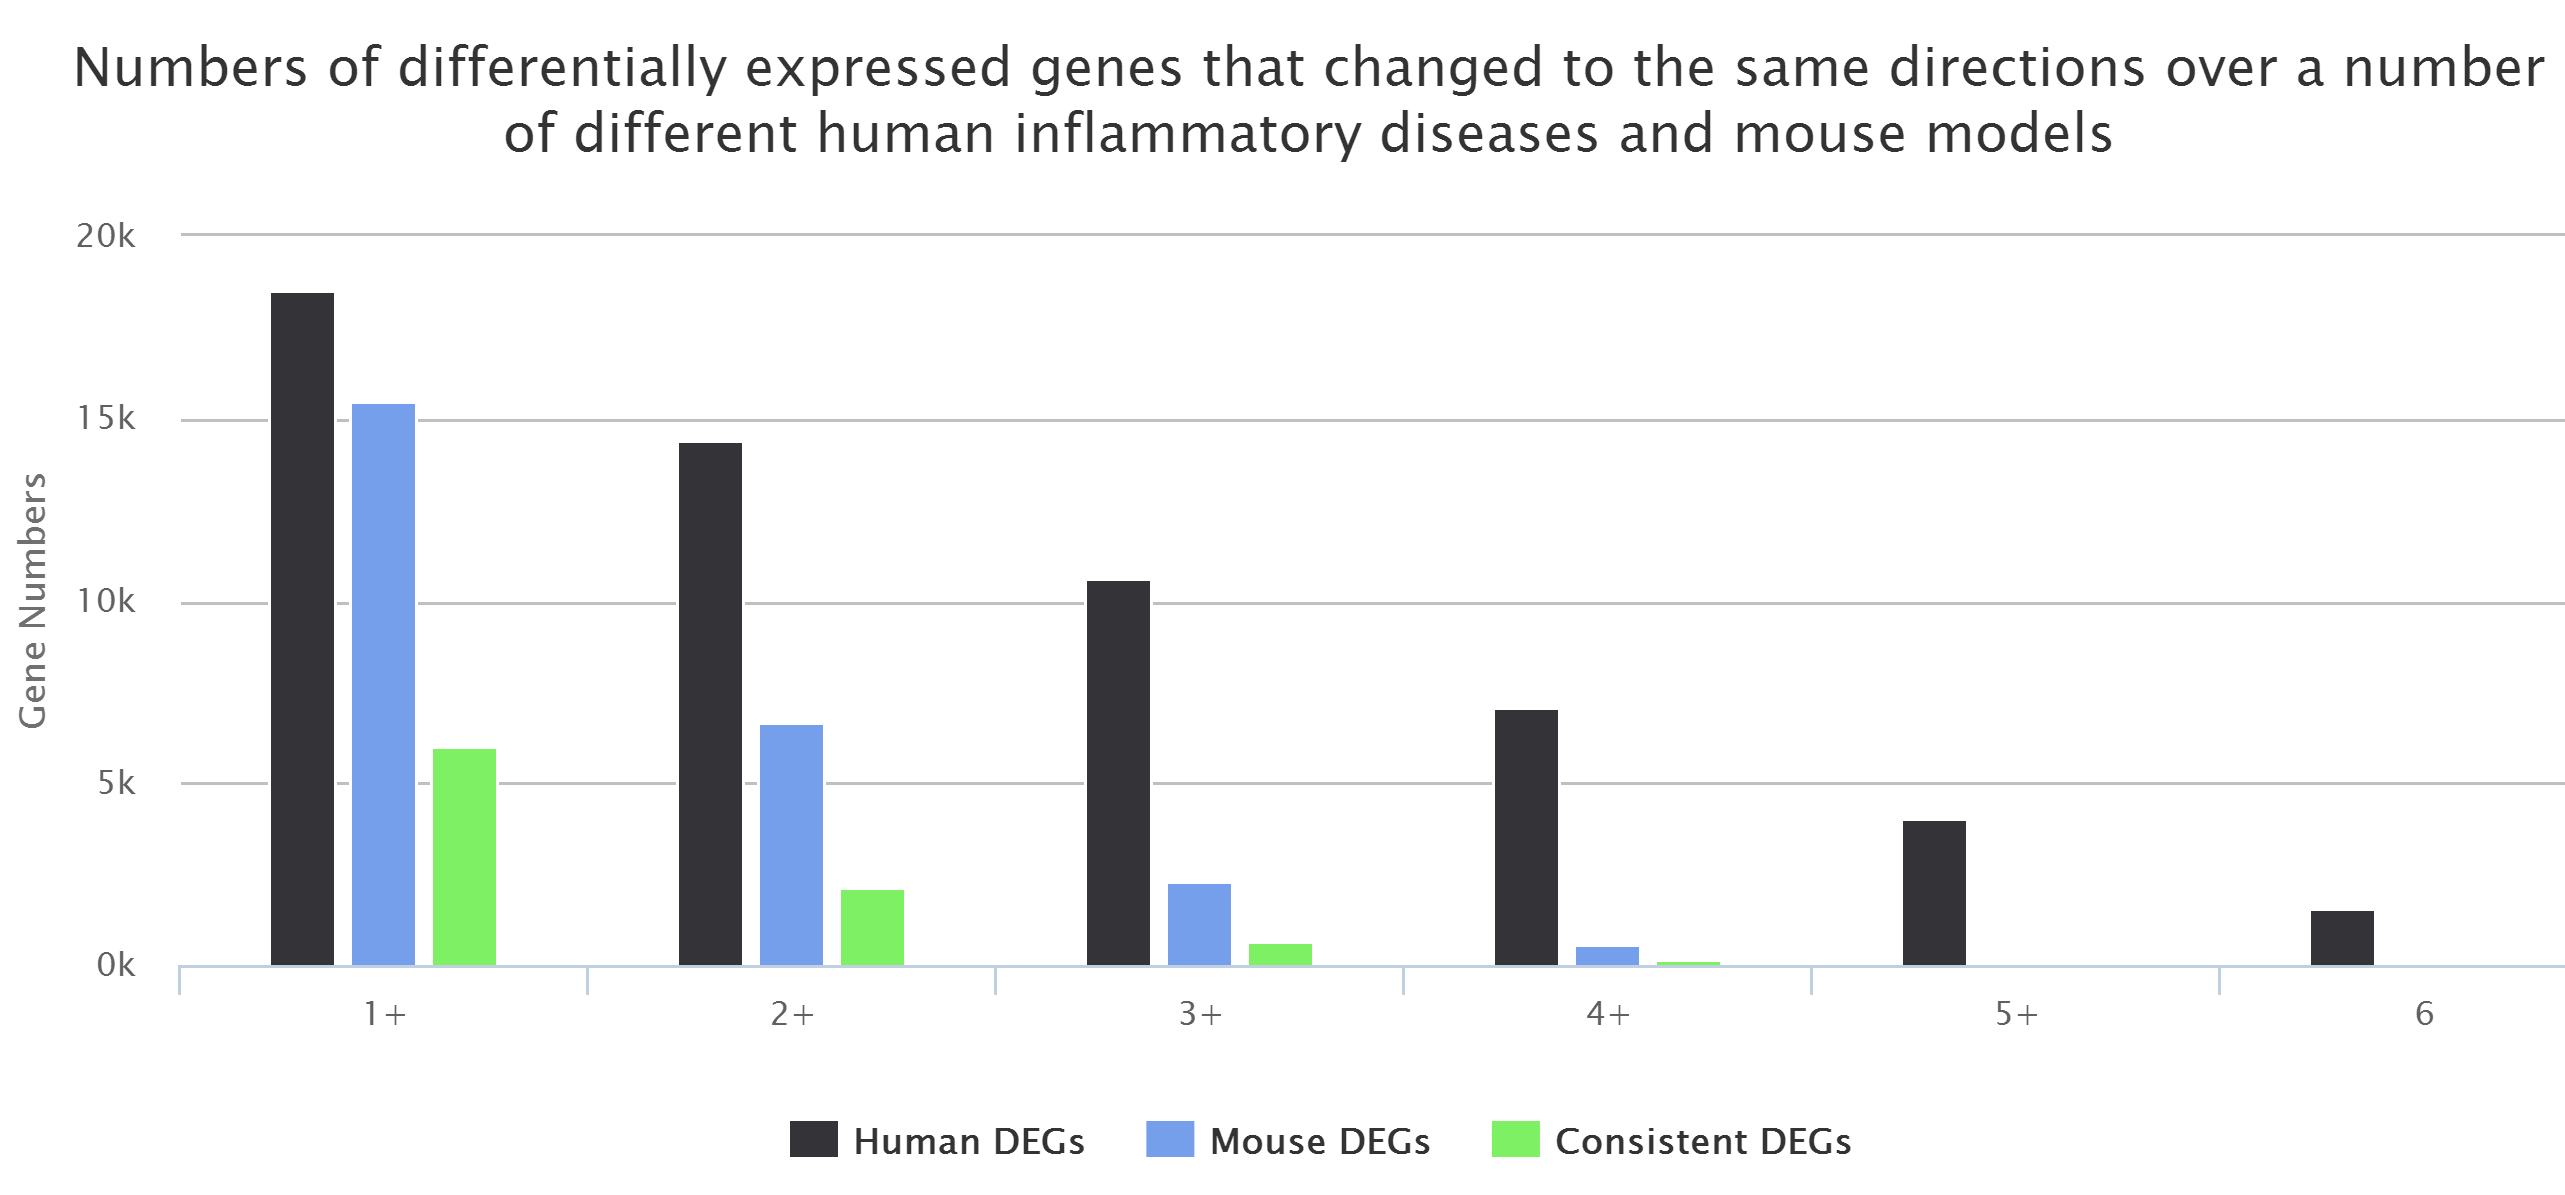 Numbers of differentially expressed genes that changed to the same directions over a number
of different human inflammatory diseases and mouse models
20k
15k
10k
5k
0k
Gene Numbers
1+
2+
3+
4+
5+
6
Human DEGs
Mouse DEGs
Consistent DEGs